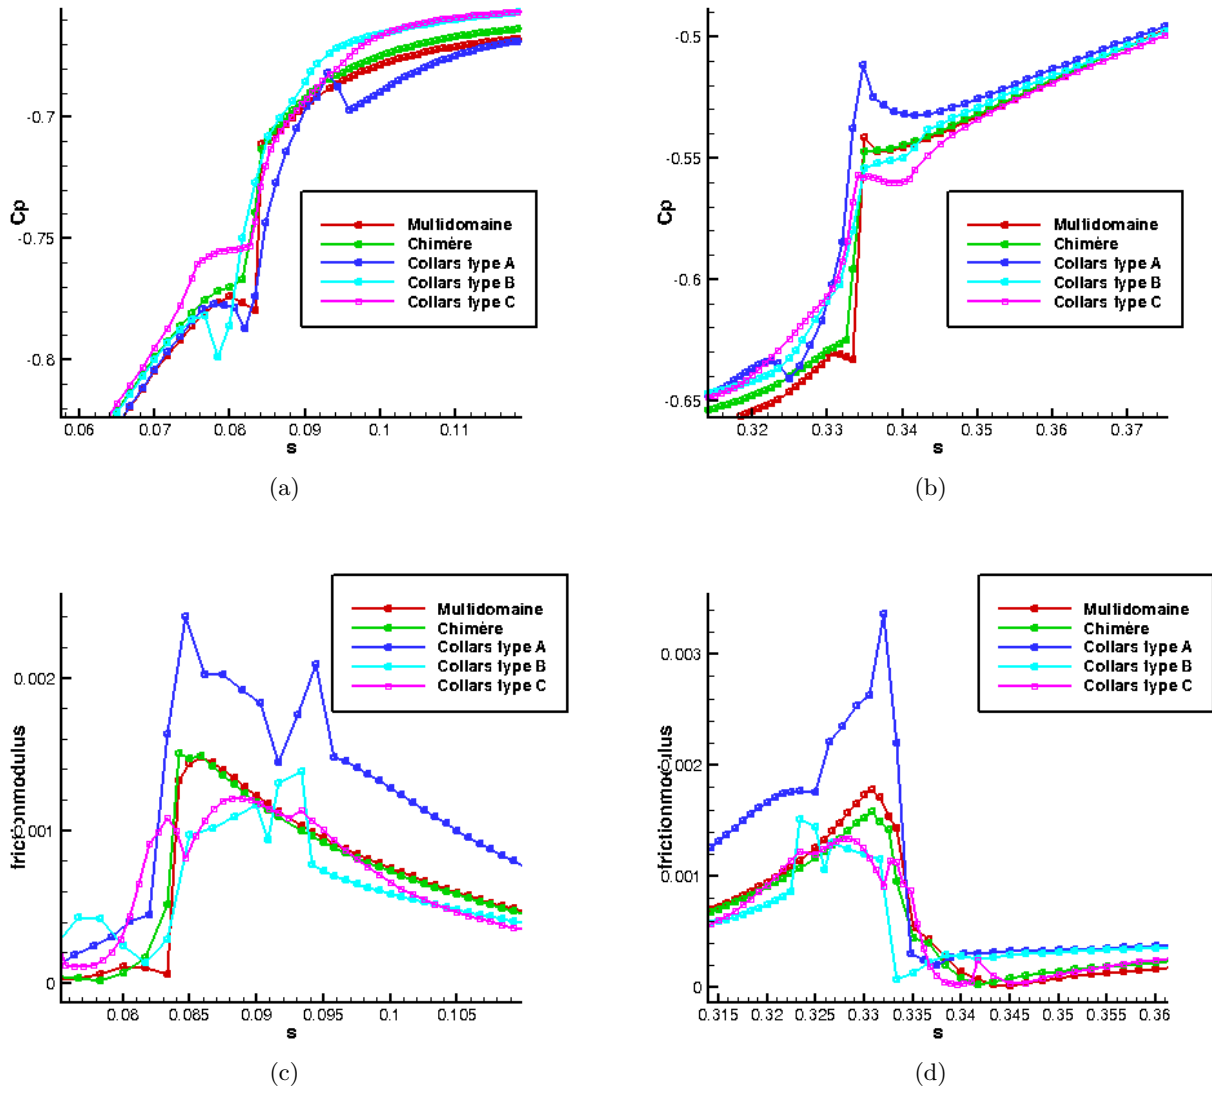 -0.7
-0.75
-0.8
Cp
0.06 0.07 0.08 0.09 0.1 0.11
s
Multidomaine
Chimère
Collars type A
Collars type B
Collars type C
(a)
-0.5
-0.55
-0.6
-0.65
Cp
0.32 0.33 0.34 0.35 0.36 0.37
s
Multidomaine
Chimère
Collars type A
Collars type B
Collars type C
(b)
0.002
0.001
0
frictionmodulus
0.08 0.085 0.09 0.095 0.1 0.105
s
Multidomaine
Chimère
Collars type A
Collars type B
Collars type C
(c)
0.003
0.002
0.001
0
frictionmodulus
0.315 0.32 0.325 0.33 0.335 0.34 0.345 0.35 0.355 0.36
s
Multidomaine
Chimère
Collars type A
Collars type B
Collars type C
(d)